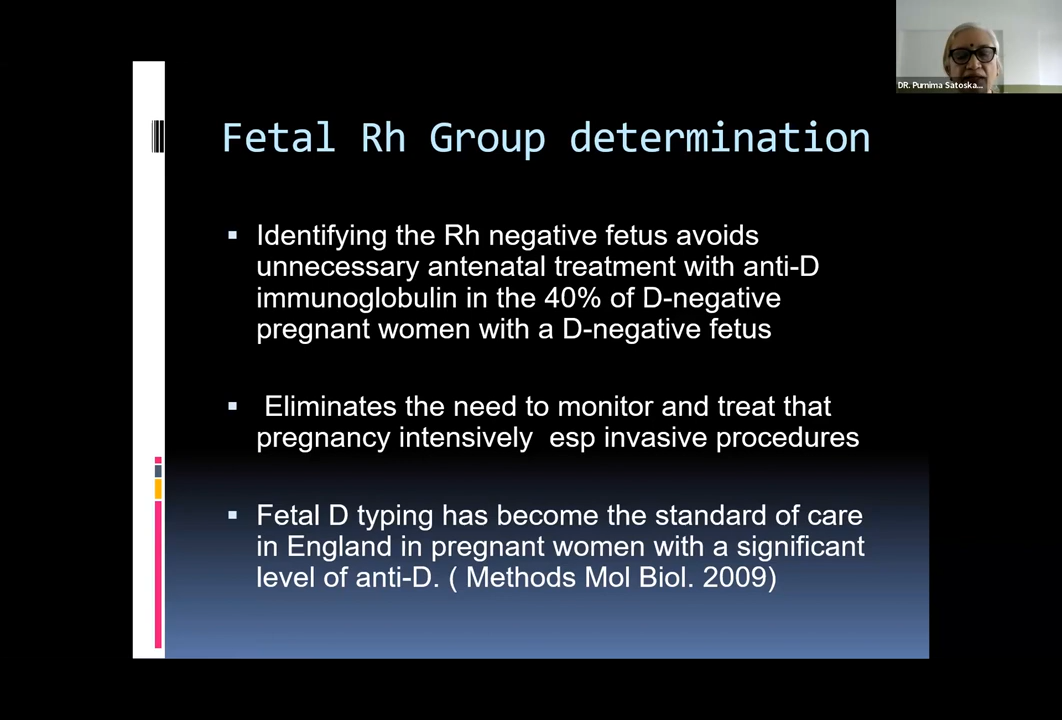 DR. Purnima Satoska...
Fetal Rh Group determination
Identifying the Rh negative fetus avoids
unnecessary antenatal treatment with anti-D
immunoglobulin in the 40% of D-negative
pregnant women with a D-negative fetus
Eliminates the need to monitor and treat that
pregnancy intensively esp invasive procedures
Fetal D typing has become the standard of care
in England in pregnant women with a significant
level of anti-D. ( Methods Mol Biol. 2009)